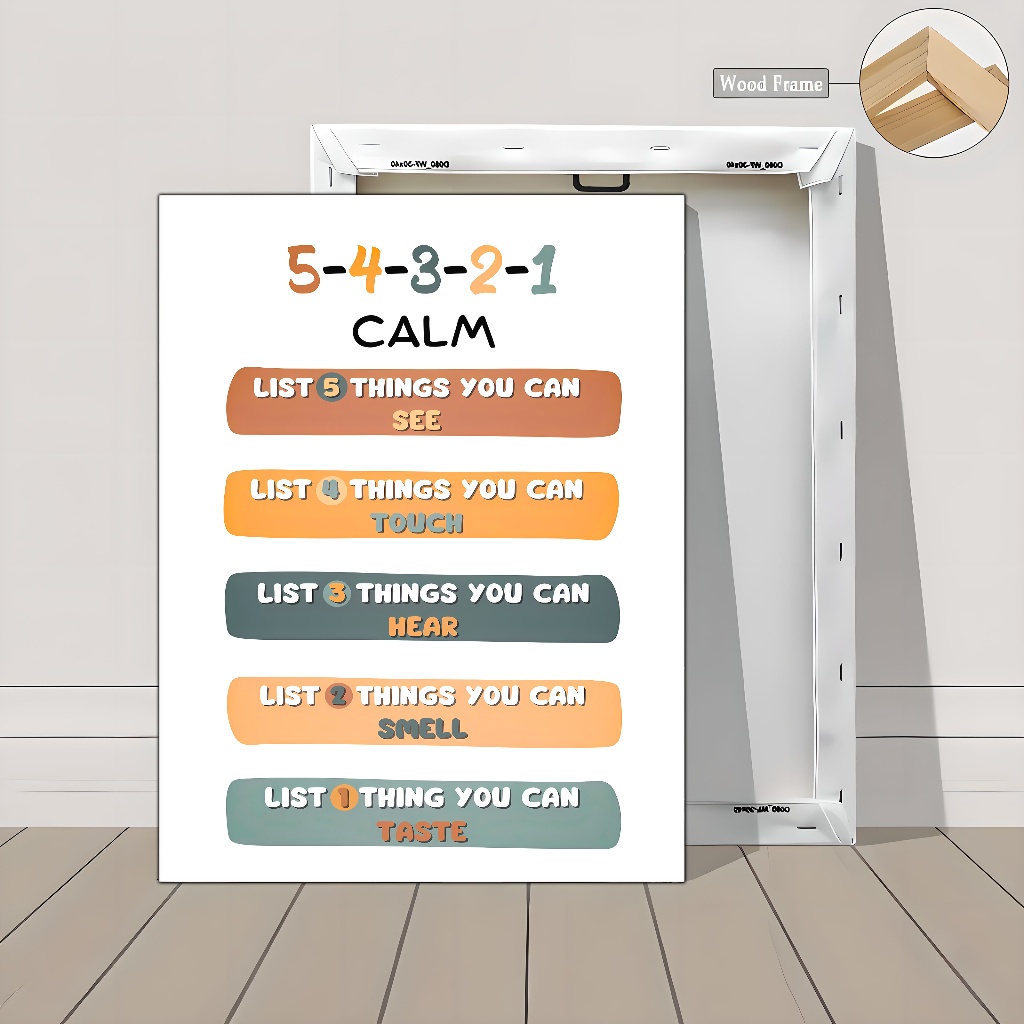 Wood Frame
5-4-3-2-1
CALM
LIST 5 THINGS YOU CAN
SEE
LIST 4 THINGS YOU CAN
TOUCH
LIST 3 THINGS YOU CAN
HEAR
LIST 2 THINGS YOU CAN
SMELL
LIST 1 THING YOU CAN
TASTE